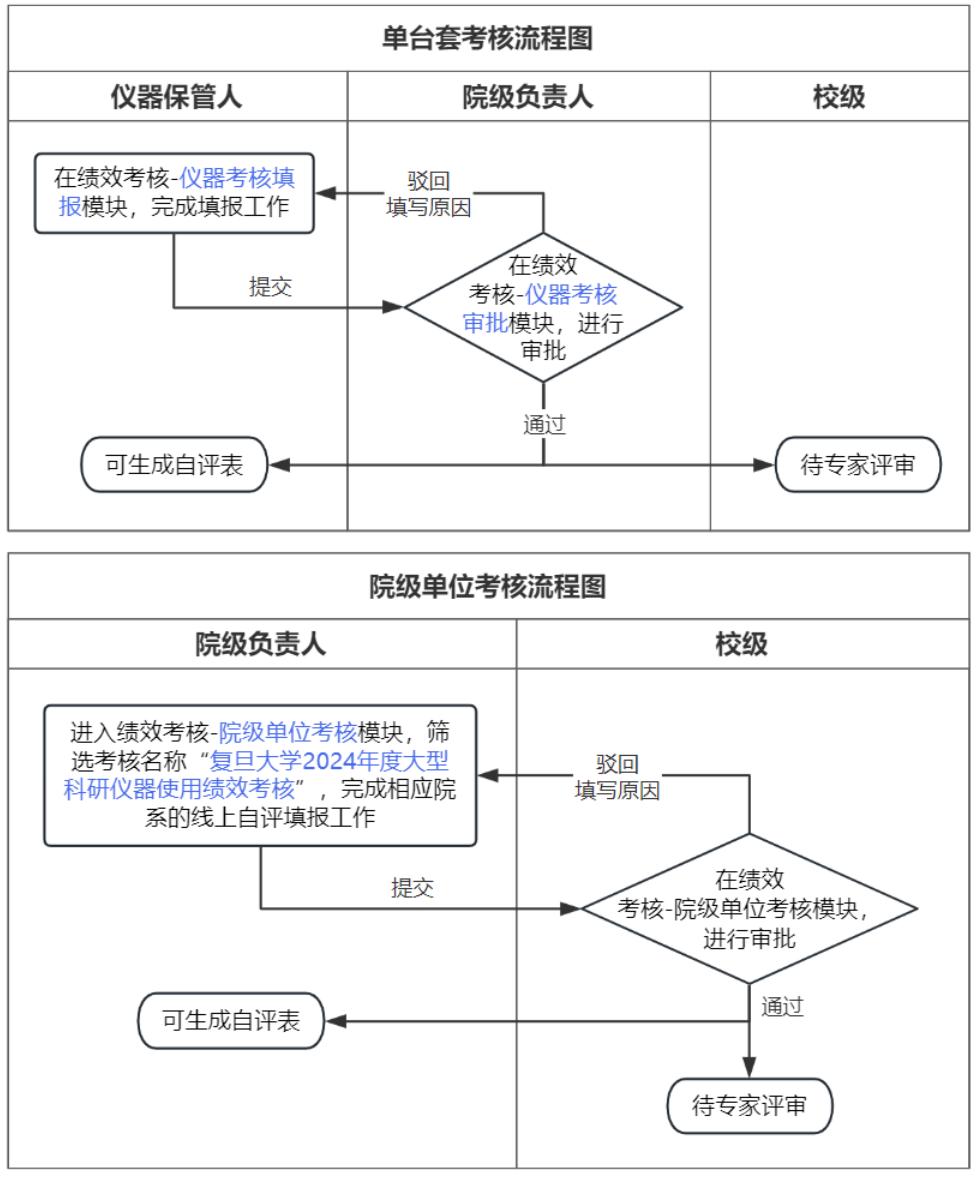 单台套考核流程图
仪器保管人
院级负责人
校级
在绩效考核-仪器考核填
报模块，完成填报工作
驳回
填写原因
提交
在绩效
考核-仪器考核
审批模块，进行
审批
通过
可生成自评表
待专家评审
院级单位考核流程图
院级负责人
校级
进入绩效考核-院级单位考核模块，筛
选考核名称“复旦大学2024年度大型
科研仪器使用绩效考核”，完成相应院
系的线上自评填报工作
驳回
填写原因
提交
在绩效
考核-院级单位考核模块，
进行审批
通过
可生成自评表
待专家评审